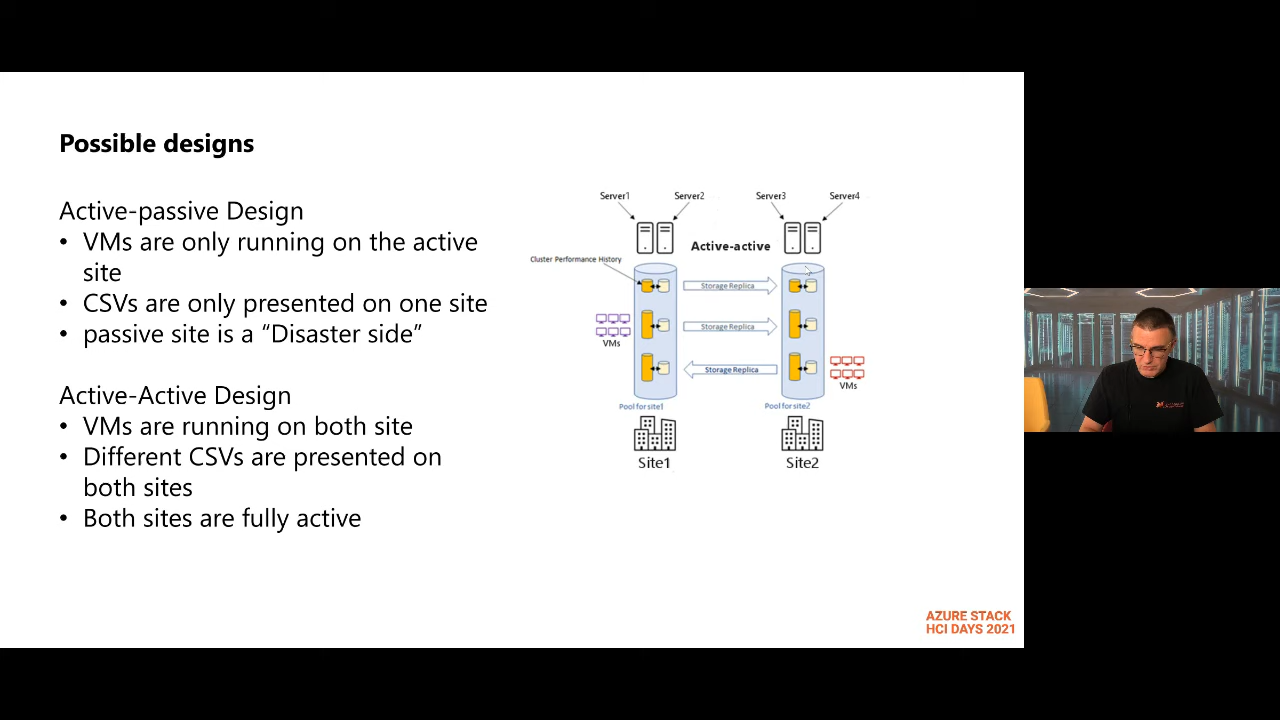 Possible designs
Active-passive Design
• VMs are only running on the active
site
• CSVs are only presented on one site
• passive site is a “Disaster side”
Active-Active Design
• VMs are running on both site
• Different CSVs are presented on
both sites
• Both sites are fully active
Server1
Server2
Server3
Server4
Active-active
Cluster Performance History
Storage Replica
Storage Replica
VMs
Storage Replica
VMs
Pool for site1
Pool for site2
Site1
Site2
AZURE STACK
HCI DAYS 2021